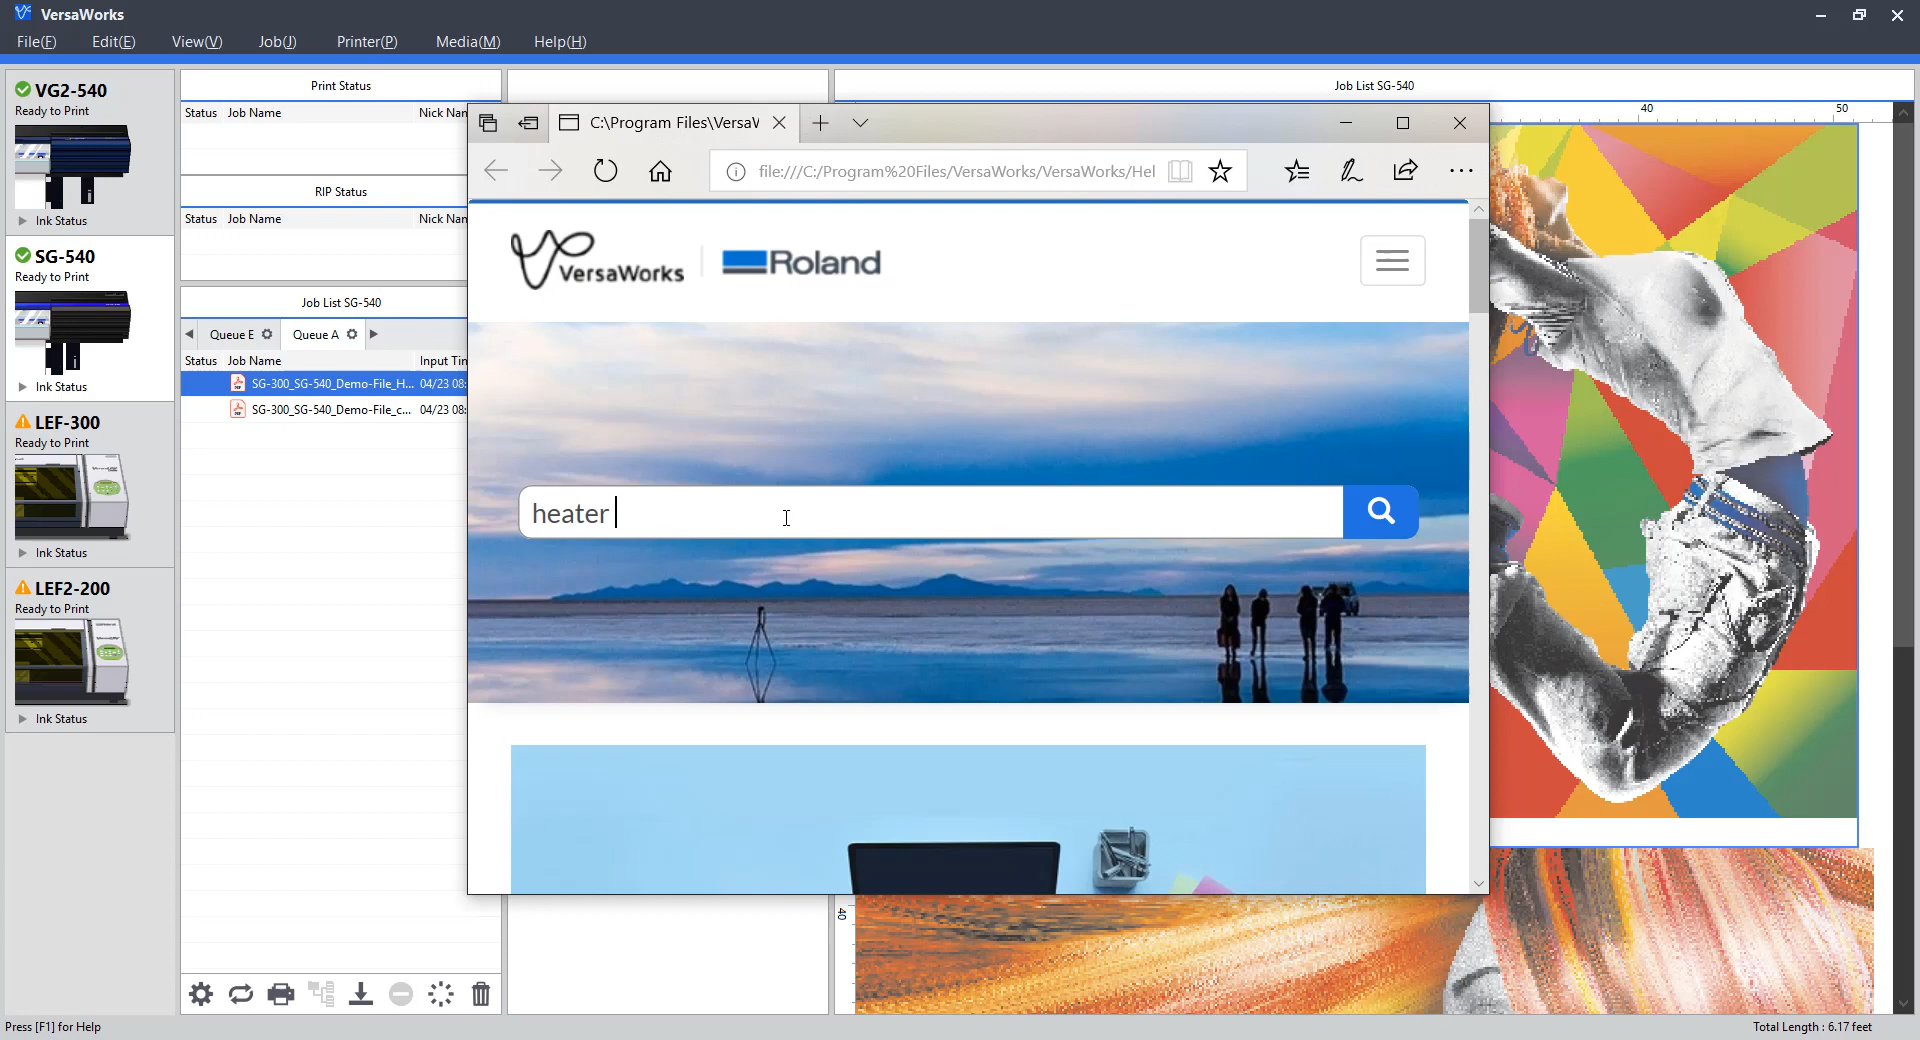 VersaWorks
File(F) Edit(E) View(V) Job(J) Printer(P) Media(M) Help(H)
VG2-540
Ready to Print
Ink Status
SG-540
Ready to Print
Ink Status
LEF-300
Ready to Print
Ink Status
LEF2-200
Ready to Print
Ink Status
Print Status
Status Job Name Nick Nam
RIP Status
Status Job Name Nick Nam
Job List SG-540
Queue E Queue A
Status Job Name Input Tim
SG-300_SG-540_Demo-File_H... 04/23 08:
SG-300_SG-540_Demo-File_c... 04/23 08:
Job List SG-540
40 50
C:\Program Files\VersaW
file:///C:/Program%20Files/VersaWorks/VersaWorks/Hel
VersaWorks Roland
heater
40
Press [F1] for Help
Total Length : 6.17 feet